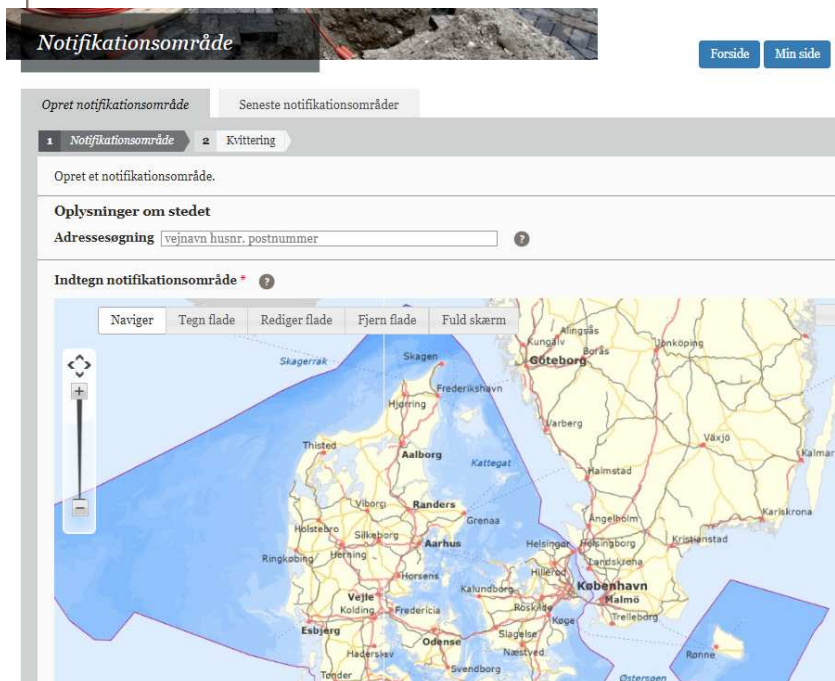 Notifikationsområde
Forside Min side
Opret notifikationsområde Seneste notifikationsområder
1 Notifikationsområde 2 Kvittering
Opret et notifikationsområde.
Oplysninger om stedet
Adressesøgning vejnavn husnr. postnummer ?
Indtegn notifikationsområde * ?
Naviger Tegn flade Rediger flade Fjern flade Fuld skærm
Alingsås
Kungälv
Borås
Jönköping
Skagerrak
Skagen
Göteborg
Frederikshavn
Hjørring
Varberg
Thisted
Växjö
Aalborg
Kalmar
Kattegat
Halmstad
Viborg
Randers
Grenaa
Karlskrona
Holstebro
Ängelholm
Silkeborg
Aarhus
Helsingør
Helsingborg
Kristianstad
Ringkøbing
Herning
Landskrona
Horsens
Hillerød
Kalundborg
København
Vejle
Malmö
Kolding
Fredericia
Roskilde
Trelleborg
Køge
Esbjerg
Odense
Slagelse
Haderslev
Næstved
Rønne
Svendborg
Tønder
Østersøen